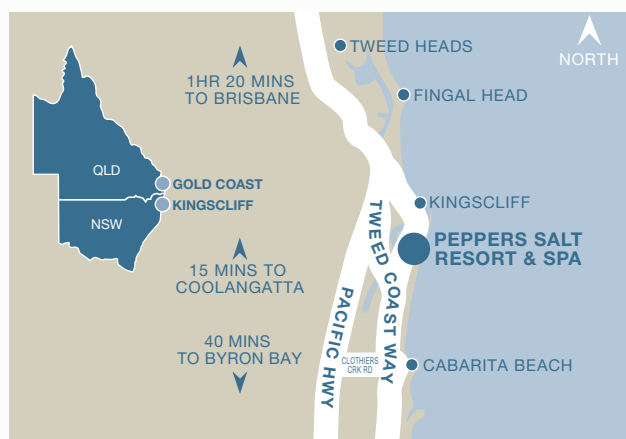 TWEED HEADS
NORTH
1HR 20 MINS
TO BRISBANE
FINGAL HEAD
QLD
GOLD COAST
KINGSCLIFF
NSW
KINGSCLIFF
PEPPERS SALT
RESORT & SPA
15 MINS TO
COOLANGATTA
TWEED COAST WAY
PACIFIC HWY
40 MINS
TO BYRON BAY
CLOTHIERS
CRK RD
CABARITA BEACH